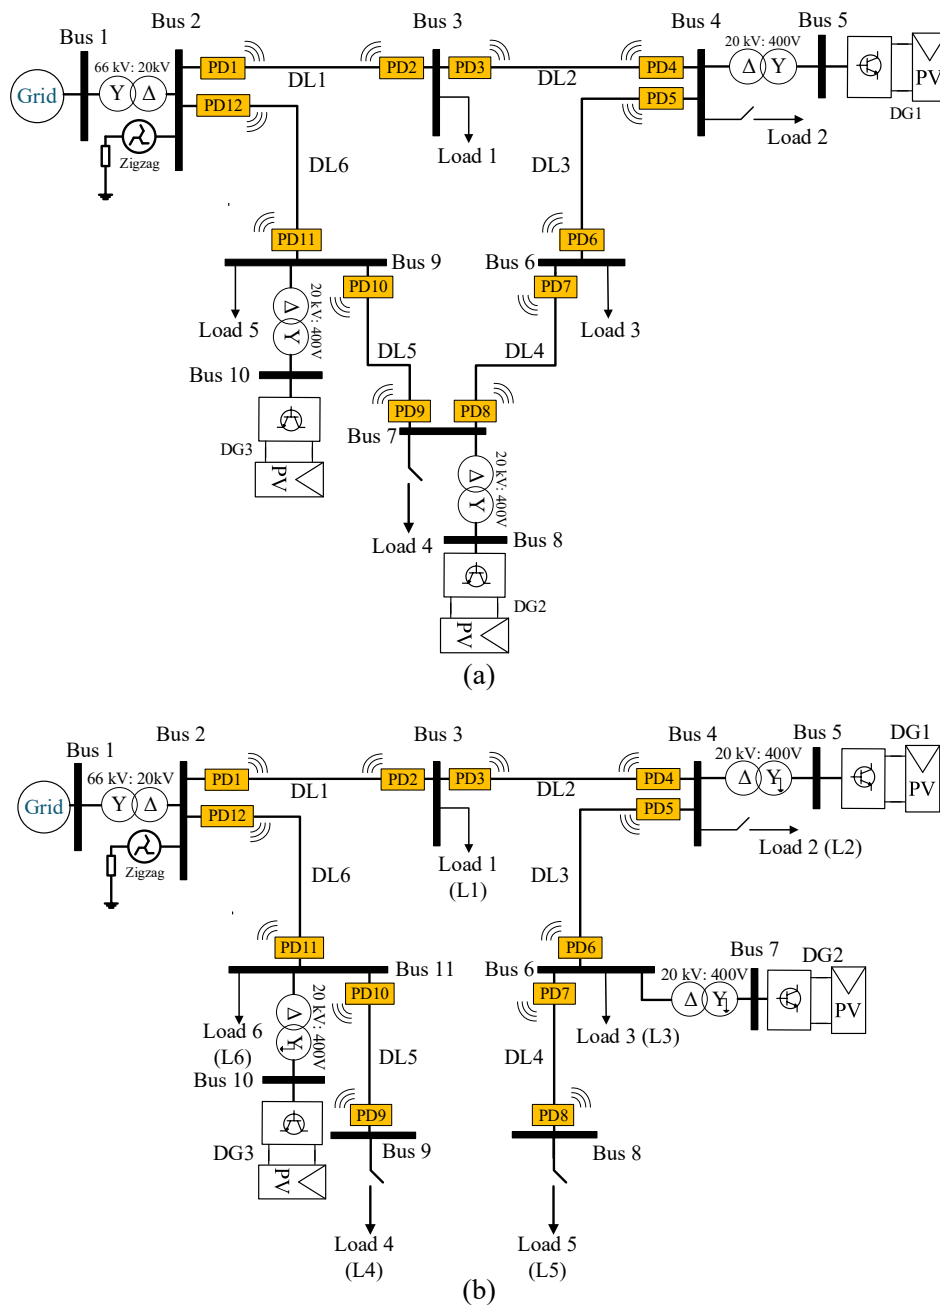 Bus 2
Bus 3
Bus 4
Bus 5
Bus 1
66 kV: 20kV
20 kV: 400V
PD1
PD2
PD3
PD4
DL1
DL2
Grid
Y
Δ
Δ
Y
PV
PD12
PD5
DG1
Load 1
Load 2
Zigzag
DL6
DL3
PD11
PD6
Bus 9
Bus 6
PD10
PD7
20 kV: 400V
Δ
Y
Load 5
Load 3
DL5
DL4
Bus 10
PD9
PD8
Bus 7
DG3
PV
20 kV: 400V
Δ
Y
Load 4
Bus 8
DG2
PV
(a)
Bus 2
Bus 3
Bus 4
Bus 5
DG1
Bus 1
66 kV: 20kV
20 kV: 400V
PD1
PD2
PD3
PD4
DL1
DL2
Grid
Y
Δ
Δ
Y
PV
PD12
PD5
Load 1
(L1)
Load 2 (L2)
Zigzag
DL6
DL3
PD11
PD6
Bus 7
DG2
Bus 11
Bus 6
20 kV: 400V
PD10
PD7
Δ
Y
PV
20 kV: 400V
Δ
Y
Load 6
(L6)
Load 3 (L3)
DL5
DL4
Bus 10
PD9
PD8
DG3
PV
Bus 9
Bus 8
Load 4
(L4)
Load 5
(L5)
(b)